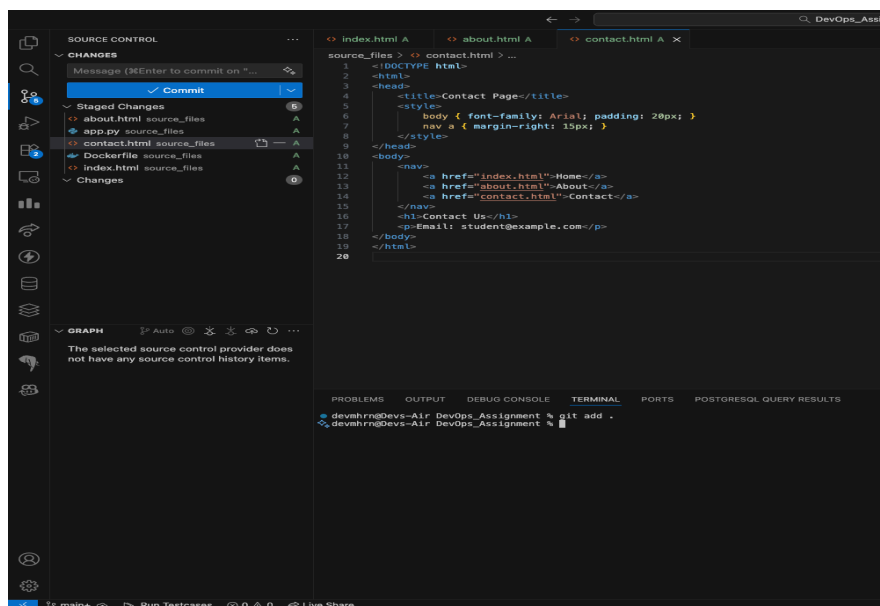 DevOps_Assi
SOURCE CONTROL
CHANGES
Message (⌘Enter to commit on "...
Commit
Staged Changes 5
about.html source_files A
app.py source_files A
contact.html source_files A
Dockerfile source_files A
index.html source_files A
Changes 0
5
2
GRAPH
Auto
The selected source control provider does
not have any source control history items.
index.html A about.html A contact.html A
source_files > contact.html > ...
1 <!DOCTYPE html>
2 <html>
3 <head>
4 <title>Contact Page</title>
5 <style>
6 body { font-family: Arial; padding: 20px; }
7 nav a { margin-right: 15px; }
8 </style>
9 </head>
10 <body>
11 <nav>
12 <a href="index.html">Home</a>
13 <a href="about.html">About</a>
14 <a href="contact.html">Contact</a>
15 </nav>
16 <h1>Contact Us</h1>
17 <p>Email: student@example.com</p>
18 </body>
19 </html>
20
PROBLEMS OUTPUT DEBUG CONSOLE TERMINAL PORTS POSTGRESQL QUERY RESULTS
devmhrn@Devs-Air DevOps_Assignment % git add .
devmhrn@Devs-Air DevOps_Assignment %
main+ Run Testcases 0 0 Live Share